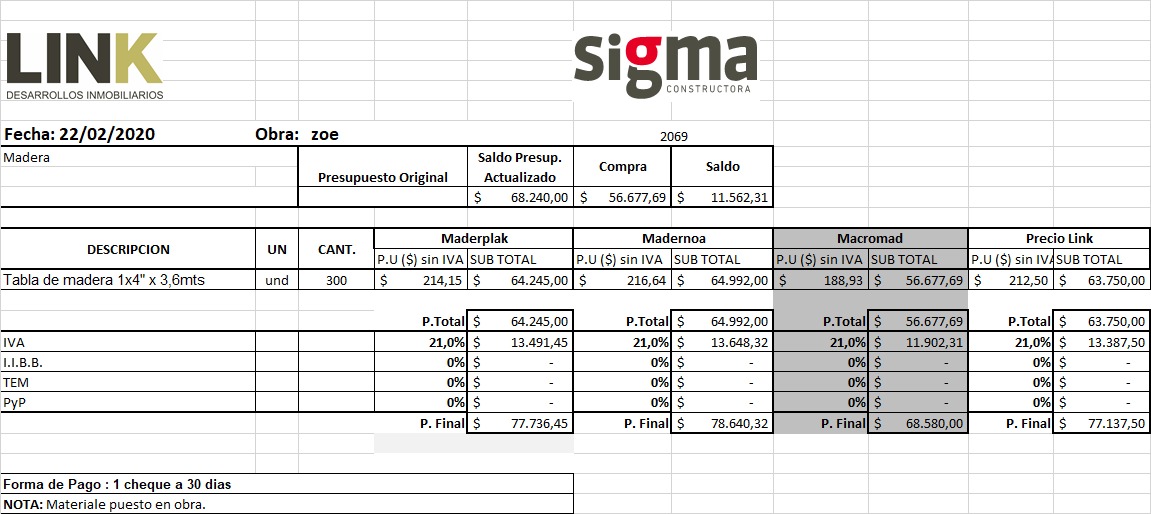 LINK
DESARROLLOS INMOBILIARIOS
sigma
CONSTRUCTORA
Fecha: 22/02/2020 Obra: zoe 2069
Madera Presupuesto Original Saldo Presup. Actualizado Compra Saldo
$ 68.240,00 $ 56.677,69 $ 11.562,31
DESCRIPCION UN CANT. Maderplak Madernoa Macromad Precio Link
P.U ($) sin IVA SUB TOTAL P.U ($) sin IVA SUB TOTAL P.U ($) sin IVA SUB TOTAL P.U ($) sin IVA SUB TOTAL
Tabla de madera 1x4" x 3,6mts und 300 $ 214,15 $ 64.245,00 $ 216,64 $ 64.992,00 $ 188,93 $ 56.677,69 $ 212,50 $ 63.750,00
P.Total $ 64.245,00 P.Total $ 64.992,00 P.Total $ 56.677,69 P.Total $ 63.750,00
IVA 21,0% $ 13.491,45 21,0% $ 13.648,32 21,0% $ 11.902,31 21,0% $ 13.387,50
I.I.B.B. 0% $ - 0% $ - 0% $ - 0% $ -
TEM 0% $ - 0% $ - 0% $ - 0% $ -
PyP 0% $ - 0% $ - 0% $ - 0% $ -
P. Final $ 77.736,45 P. Final $ 78.640,32 P. Final $ 68.580,00 P. Final $ 77.137,50
Forma de Pago : 1 cheque a 30 dias
NOTA: Materiale puesto en obra.